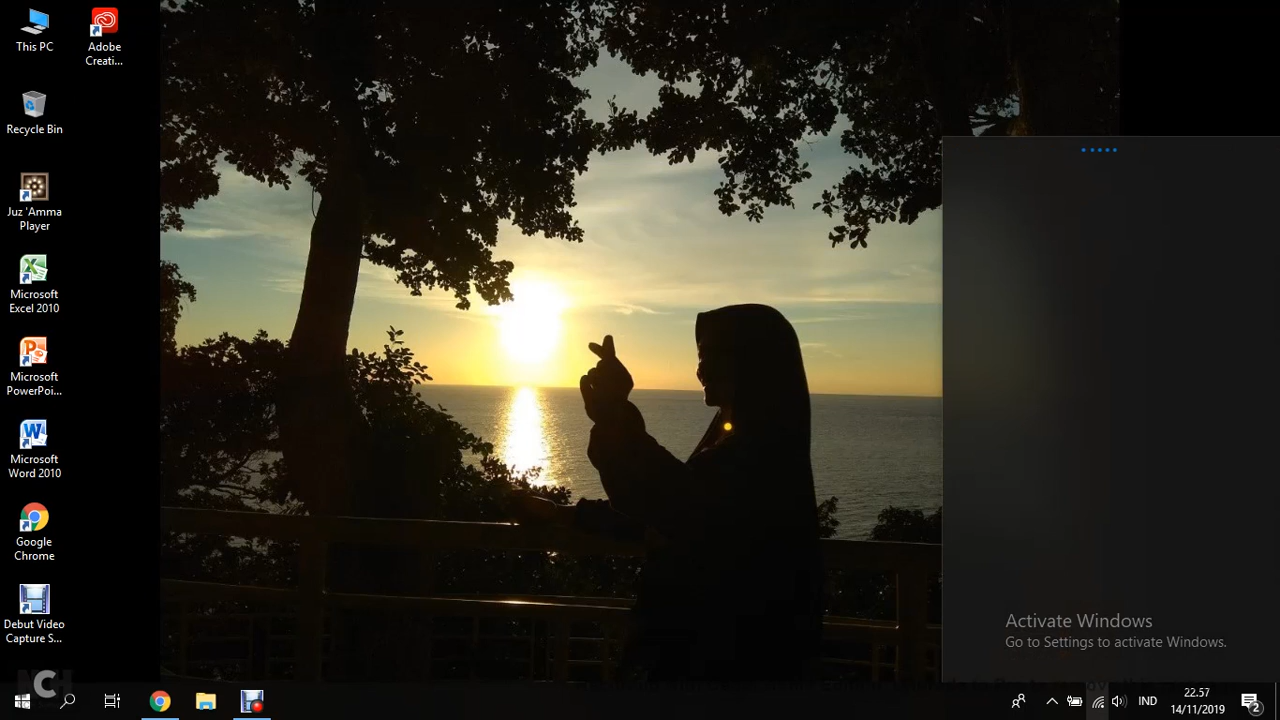 This PC
Adobe
Creati...
Recycle Bin
Juz 'Amma
Player
Microsoft
Excel 2010
Microsoft
PowerPoi...
Microsoft
Word 2010
Google
Chrome
Debut Video
Capture S...
Activate Windows
Go to Settings to activate Windows.
NCH
IND
22.57
14/11/2019
2